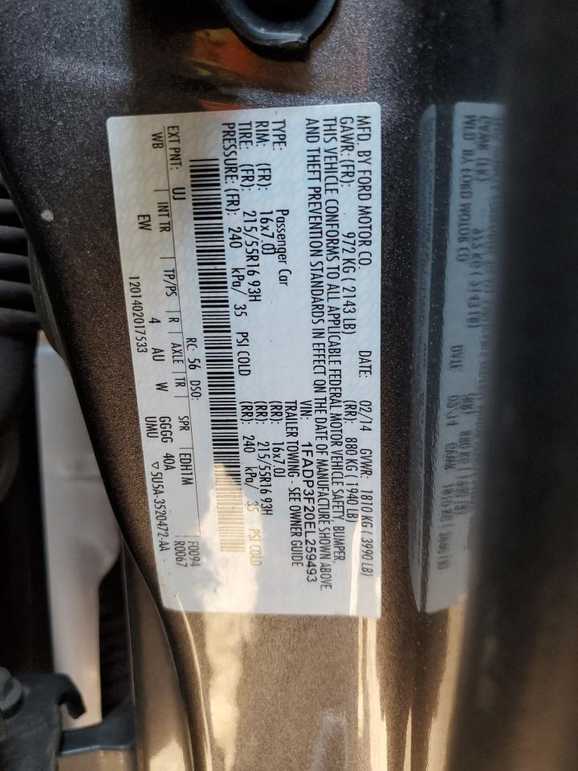 MFD. BY FORD MOTOR CO. DATE: 02/14 GVWR: 1810 KG ( 3990 LB)
GAWR: (FR) 972 KG ( 2143 LB) (RR) 880 KG ( 1940 LB)
THIS VEHICLE CONFORMS TO ALL APPLICABLE FEDERAL MOTOR VEHICLE SAFETY, BUMPER
AND THEFT PREVENTION STANDARDS IN EFFECT ON THE DATE OF MANUFACTURE SHOWN ABOVE
VIN: 1FADP3F20EL259493
TYPE: Passenger Car TRAILER TOWING - SEE OWNER GUIDE
RIM: (FR) 16x7.0J (RR) 16x7.0J
TIRE: (FR) 215/55R16 93H (RR) 215/55R16 93H
PRESSURE: (FR) 240 kPa/ 35 PSI COLD (RR) 240 kPa/ 35 PSI COLD
EXT PNT: UJ RC: 56 DSO: F0094
WB INT TR TP/PS R AXLE TR SPR EDH1M R0067
EW 4 AU W GGGG 40A UMU
1201402017533 ▽5U5A-3520472-AA